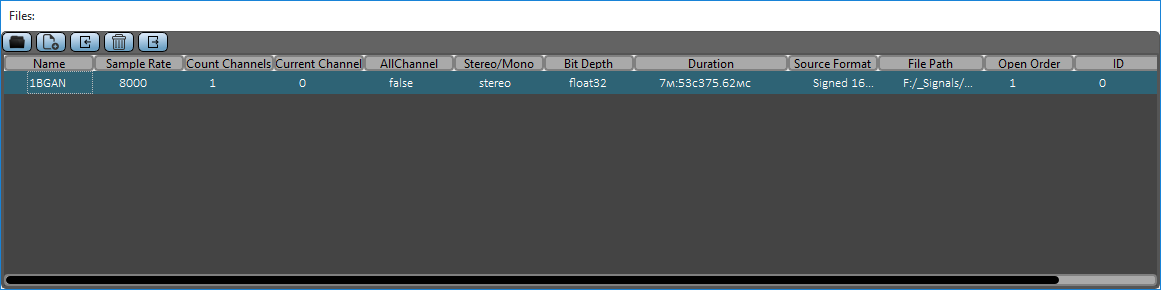 Files:
Name Sample Rate Count Channels Current Channel AllChannel Stereo/Mono Bit Depth Duration Source Format File Path Open Order ID
1BGAN 8000 1 0 false stereo float32 7м:53с375.62мс Signed 16... F:/_Signals/... 1 0